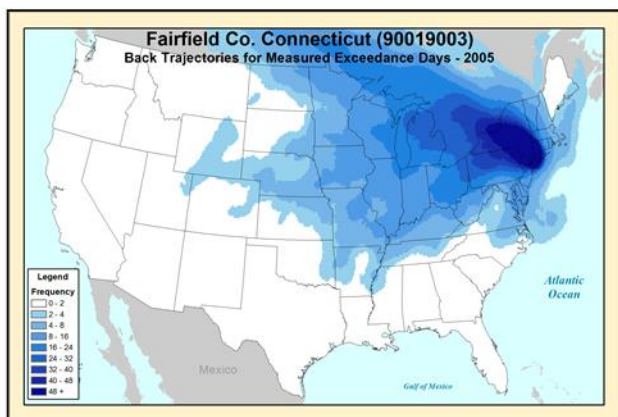 Fairfield Co. Connecticut (90019003)
Back Trajectories for Measured Exceedance Days - 2005
Legend
Frequency
0 - 2
2 - 4
4 - 8
8 - 16
16 - 24
24 - 32
32 - 40
40 - 48
48 +
Atlantic
Ocean
Mexico
Gulf of Mexico